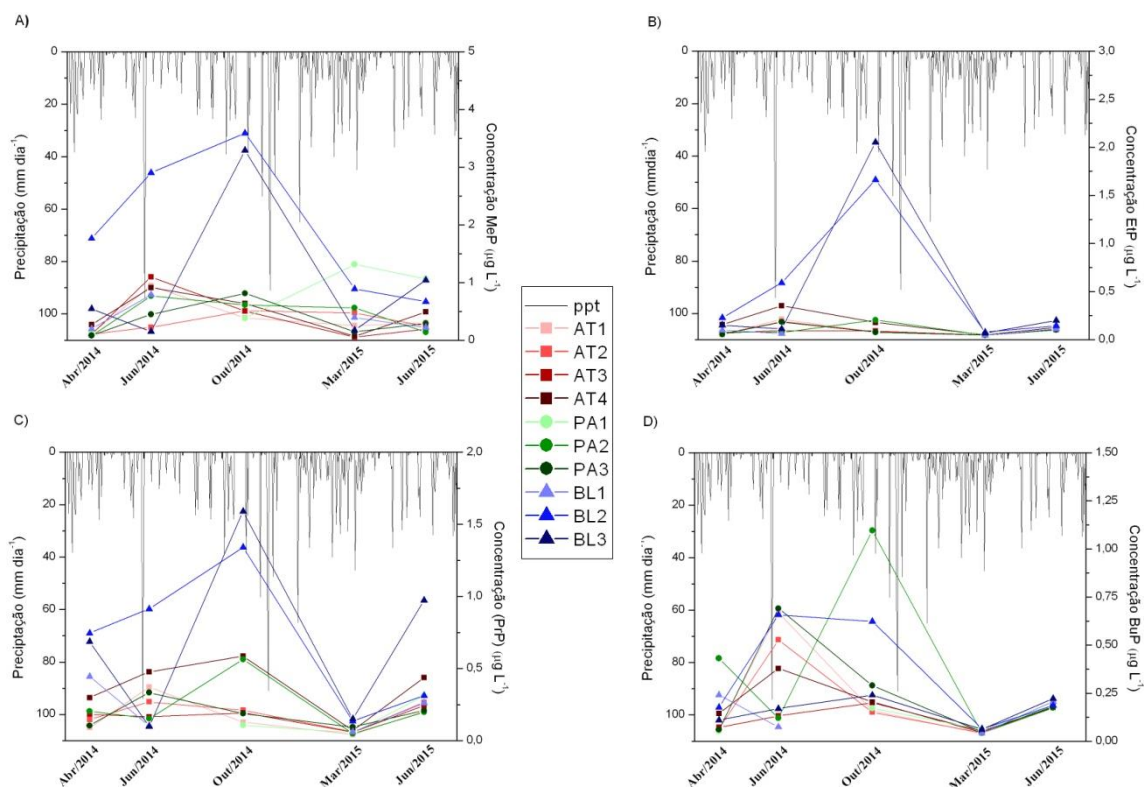 A)
0
20
40
60
80
100
Precipitação (mm dia-1)
5
4
3
2
1
0
Concentração MeP (µg L-1)
Abr/2014
Jun/2014
Out/2014
Mar/2015
Jun/2015
B)
0
20
40
60
80
100
Precipitação (mmdia-1)
3,0
2,5
2,0
1,5
1,0
0,5
0,0
Concentração EtP (µg L-1)
Abr/2014
Jun/2014
Out/2014
Mar/2015
Jun/2015
ppt
AT1
AT2
AT3
AT4
PA1
PA2
PA3
BL1
BL2
BL3
C)
0
20
40
60
80
100
Preciptação (mm dia-1)
2,0
1,5
1,0
0,5
0,0
Concentração (PrP) (µg L-1)
Abr/2014
Jun/2014
Out/2014
Mar/2015
Jun/2015
D)
0
20
40
60
80
100
Precipitação (mm dia-1)
1,50
1,25
1,00
0,75
0,50
0,25
0,00
Concentração BuP (µg L-1)
Abr/2014
Jun/2014
Out/2014
Mar/2015
Jun/2015